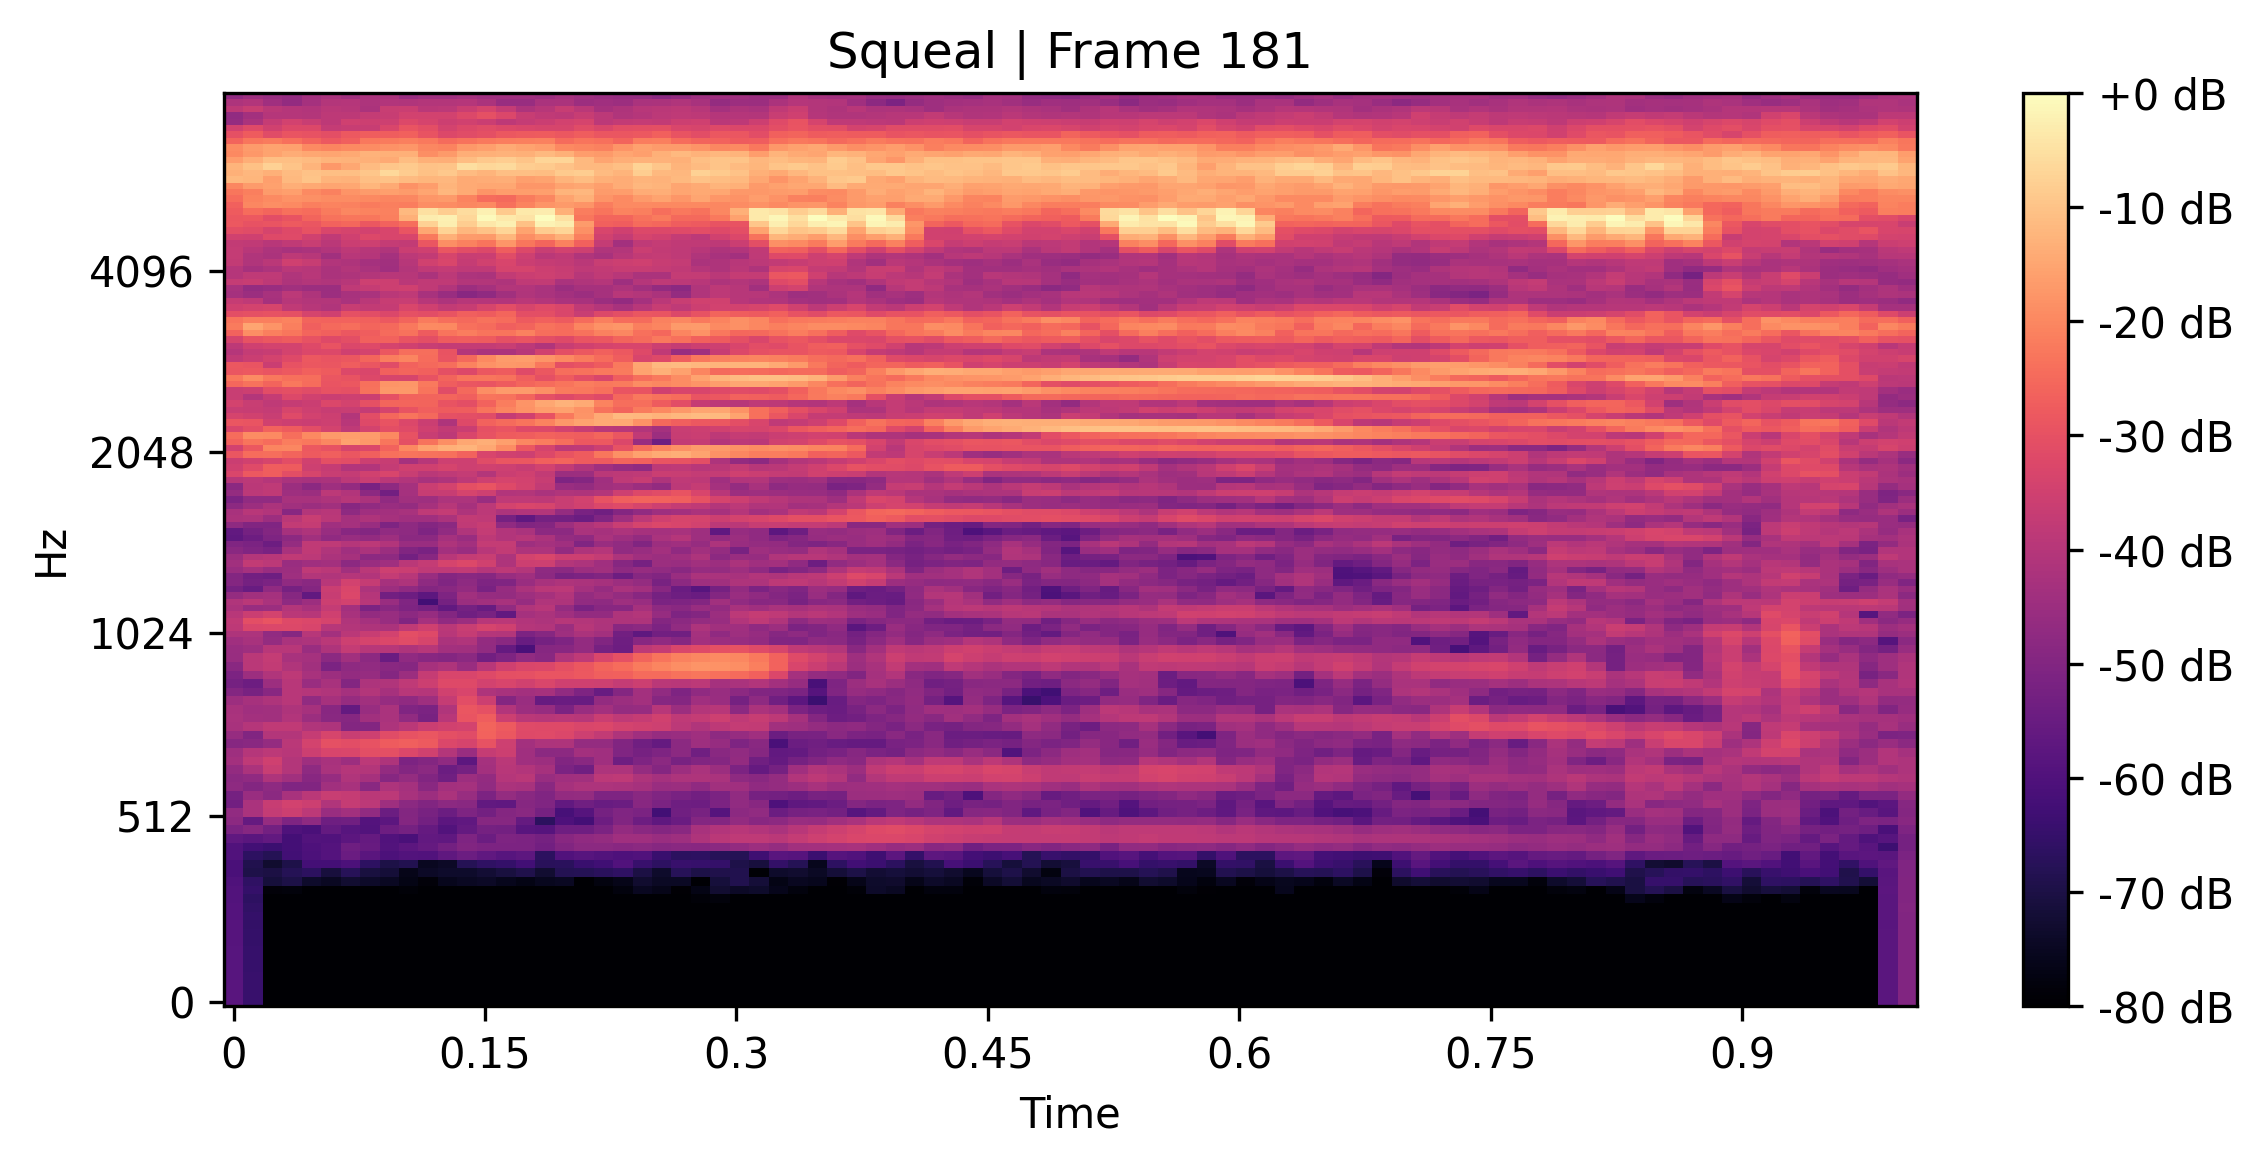 Squeal | Frame 181
+0 dB
-10 dB
-20 dB
-30 dB
-40 dB
-50 dB
-60 dB
-70 dB
-80 dB
4096
2048
1024
512
0
Hz
0 0.15 0.3 0.45 0.6 0.75 0.9
Time